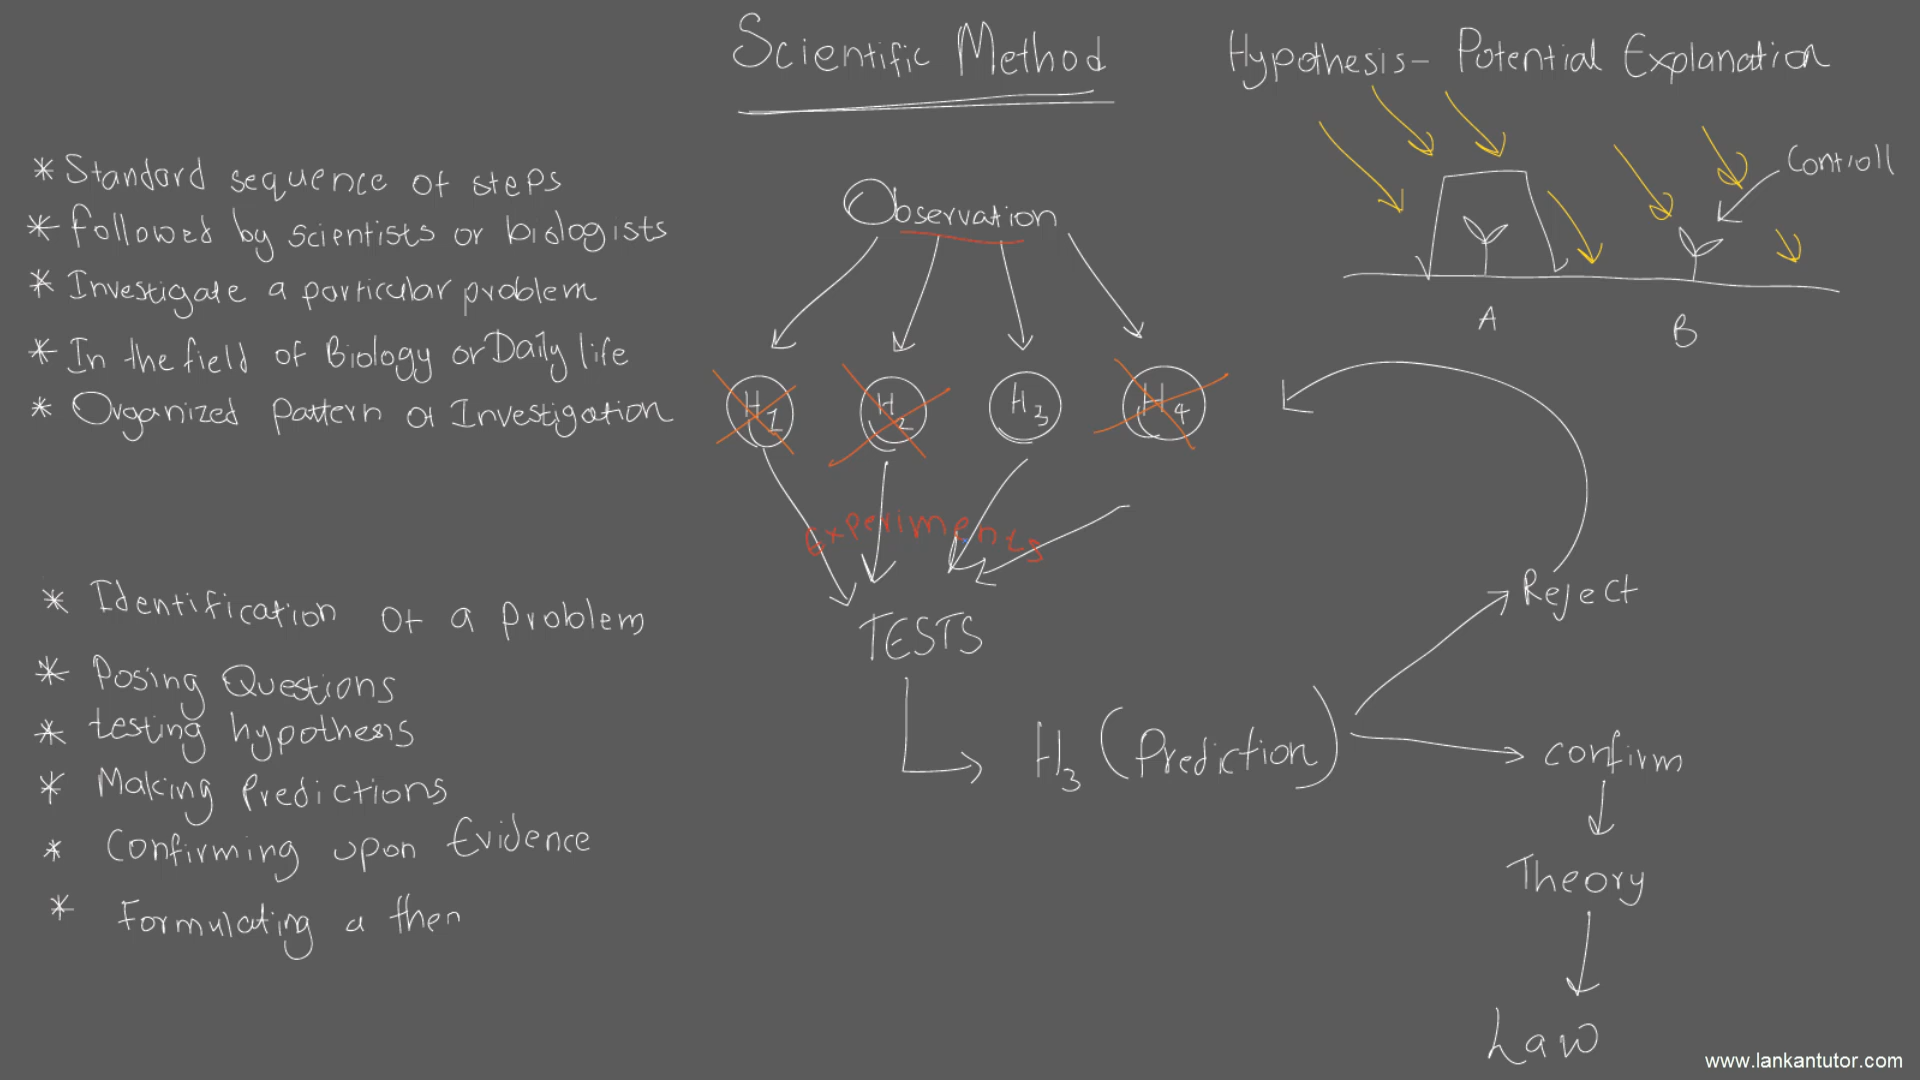 Scientific Method
Hypothesis- Potential Explanation
* Standard sequence of steps
* followed by scientists or biologists
* Investigate a particular problem
* In the field of Biology or Daily life
* Organized Pattern of Investigation
Observation
H1 H2 H3 H4
Experiments
TESTS
H3 (Prediction)
Controll
A B
Reject
confirm
Theory
Law
* Identification of a problem
* Posing Questions
* testing hypothesis
* Making Predictions
* Confirming upon Evidence
* Formulating a then
www.lankantutor.com